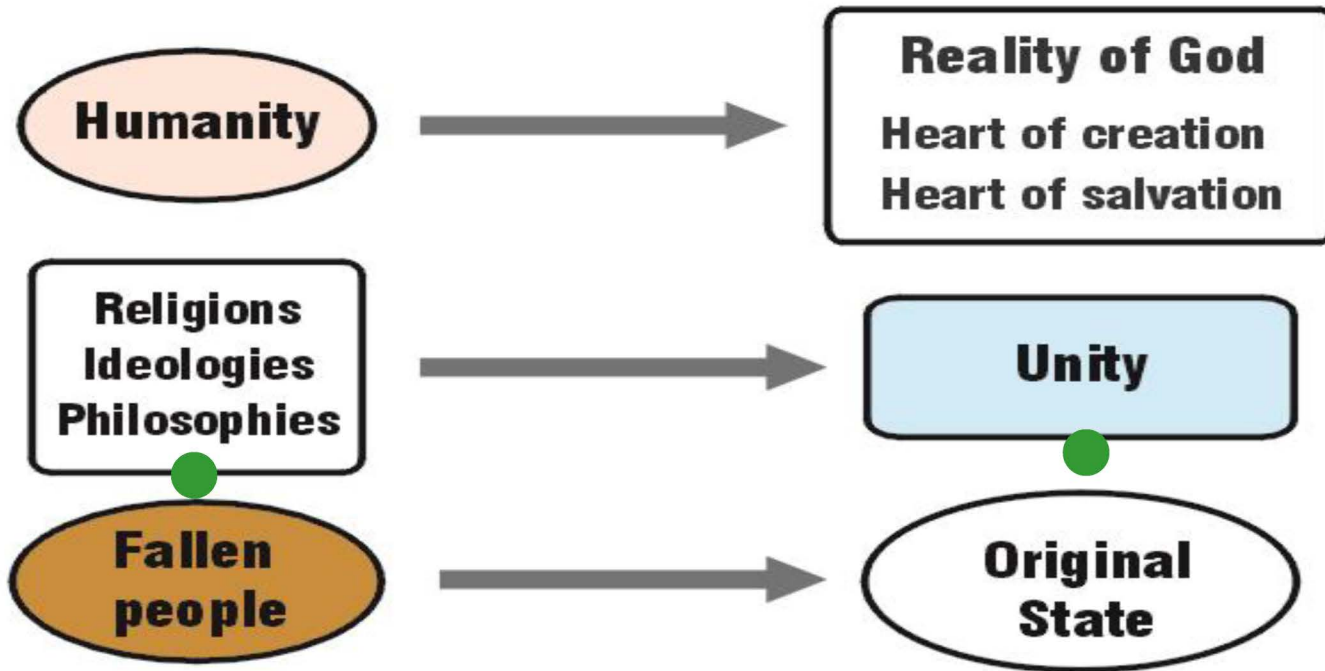 Humanity
Reality of God
Heart of creation
Heart of salvation
Religions
Ideologies
Philosophies
Unity
Fallen
people
Original
State